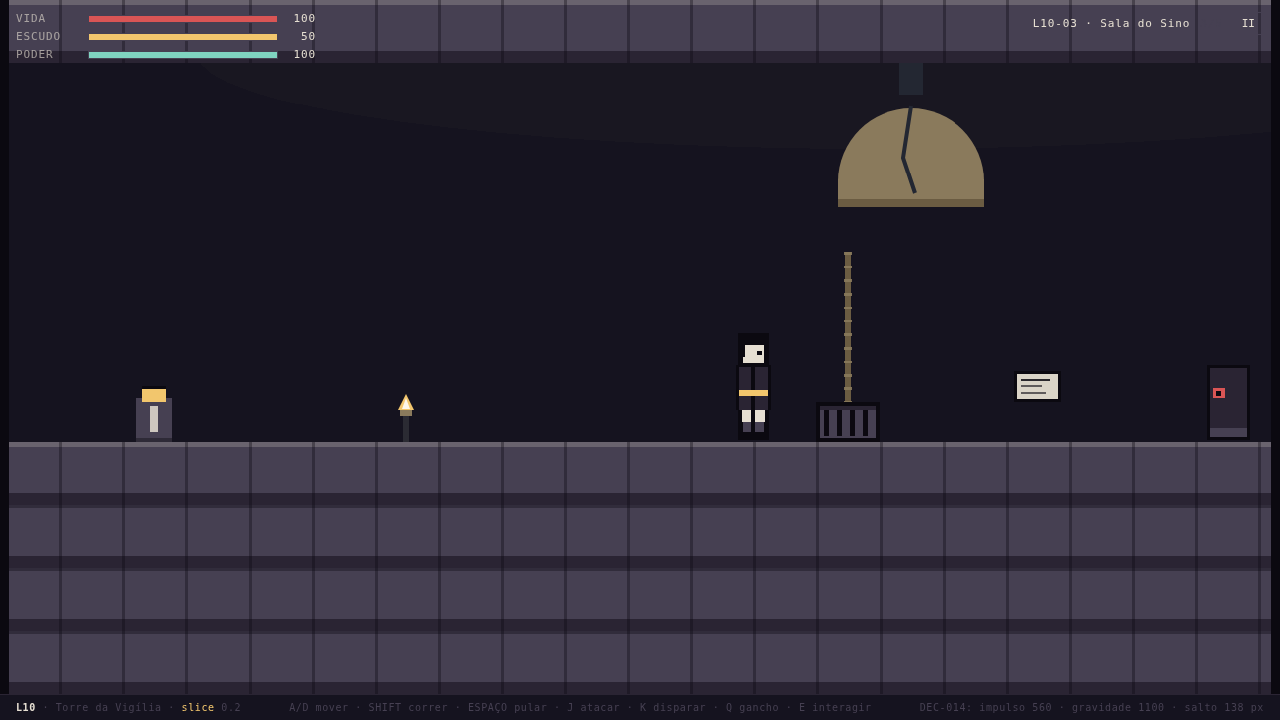 VIDA 100
ESCUDO 50
PODER 100
L10-03 · Sala do Sino II
L10 · Torre da Vigília · slice 0.2 A/D mover · SHIFT correr · ESPAÇO pular · J atacar · K disparar · Q gancho · E interagir DEC-014: impulso 560 · gravidade 1100 · salto 138 px